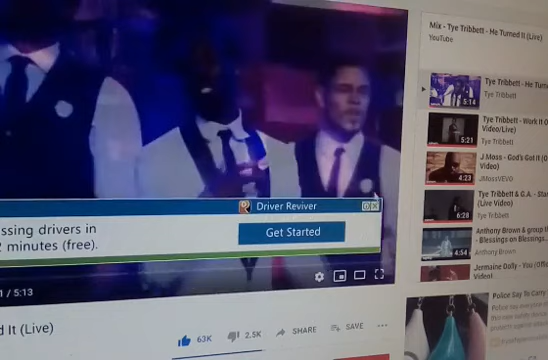 Mix - Tye Tribbett - He Turned It (Live)
YouTube
Tye Tribbett - He Turn
Tye Tribbett
5:14
Tye Tribbett - Work It O
Video/Live)
Tye Tribbett
5:21
J Moss - God's Got It (O
Video)
JMossVEVO
4:23
Tye Tribbett & G.A. - Sta
(Live Video)
Tye Tribbett
6:28
Anthony Brown & group t
- Blessings on Blessings...
Anthony Brown
4:54
Jermaine Dolly - You (Offi
Video)
Driver Reviver
ssing drivers in
2 minutes (free).
Get Started
/ 5:13
d It (Live)
63K
2.5K
SHARE
SAVE
Police Say To Carry